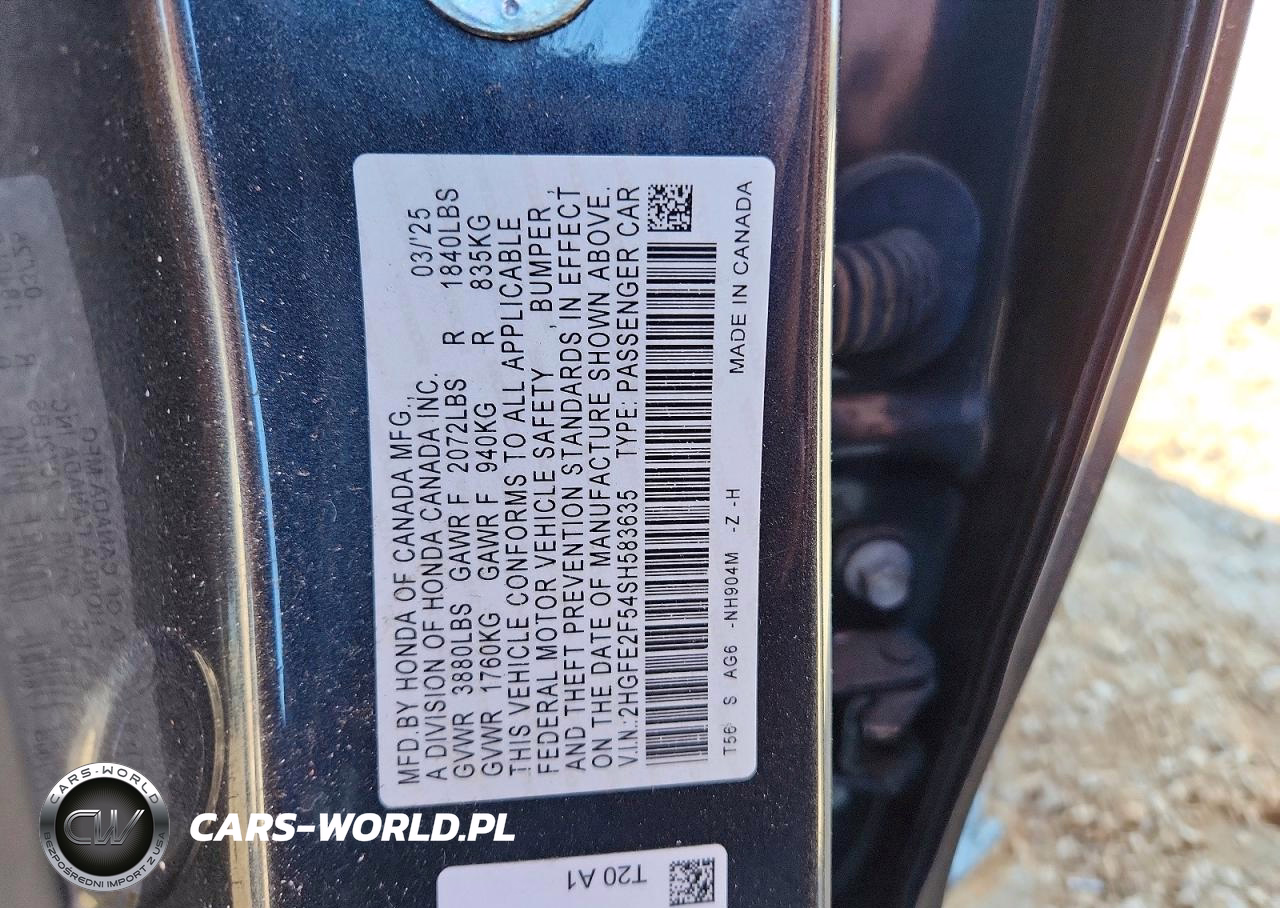 MFD.BY HONDA OF CANADA MFG., 03/'25
A DIVISION OF HONDA CANADA INC.
GVWR 3880LBS GAWR F 2072LBS R 1840LBS
GVWR 1760KG GAWR F 940KG R 835KG
THIS VEHICLE CONFORMS TO ALL APPLICABLE
FEDERAL MOTOR VEHICLE SAFETY , BUMPER ,
AND THEFT PREVENTION STANDARDS IN EFFECT
ON THE DATE OF MANUFACTURE SHOWN ABOVE.
V.I.N.:2HGFE2F54SH583635 TYPE: PASSENGER CAR
T56 S AG6 -NH904M -Z -H MADE IN CANADA
T20 A1
CARS-WORLD
CW
BEZPOŚREDNI IMPORT Z USA
CARS-WORLD.PL